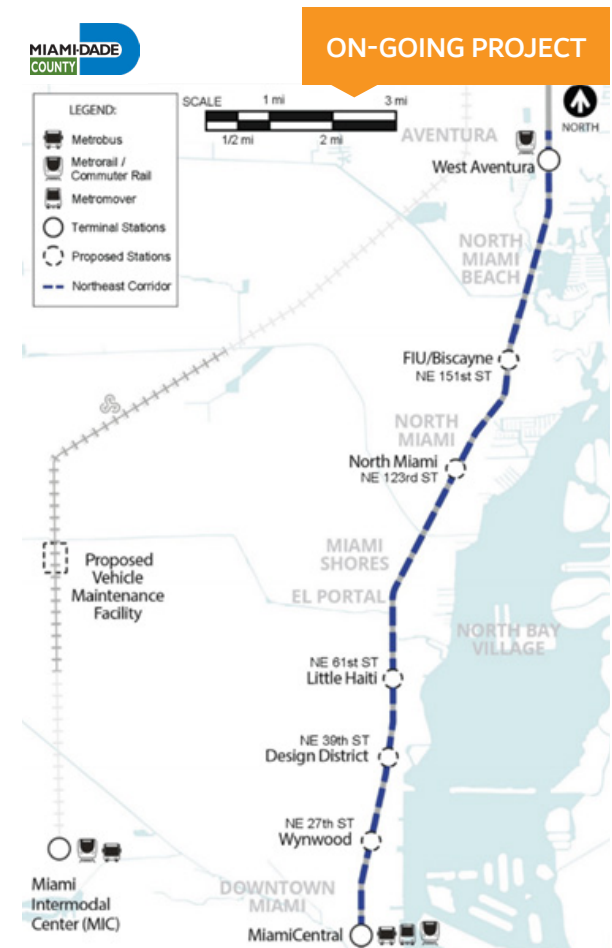 MIAMI-DADE
COUNTY
ON-GOING PROJECT
LEGEND:
Metrobus
Metrorail /
Commuter Rail
Metromover
Terminal Stations
Proposed Stations
Northeast Corridor
SCALE
1 mi
3 mi
1/2 mi
2 mi
NORTH
AVENTURA
West Aventura
NORTH
MIAMI
BEACH
FIU/Biscayne
NE 151st ST
NORTH
MIAMI
North Miami
NE 123rd ST
MIAMI
SHORES
EL PORTAL
Proposed
Vehicle
Maintenance
Facility
NORTH BAY
VILLAGE
NE 61st ST
Little Haiti
NE 39th ST
Design District
NE 27th ST
Wynwood
Miami
Intermodal
Center (MIC)
DOWNTOWN
MIAMI
MiamiCentral